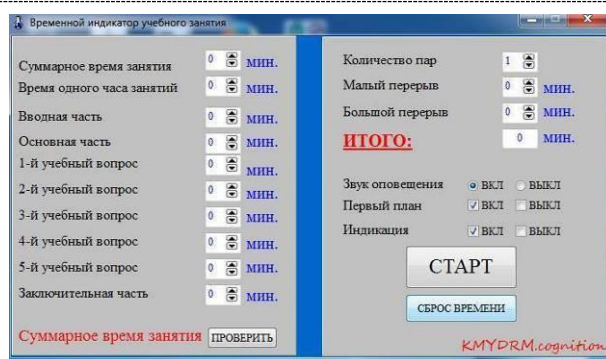 Временной индикатор учебного занятия
Суммарное время занятия 0 мин.
Время одного часа занятий 0 мин.
Вводная часть 0 мин.
Основная часть 0 мин.
1-й учебный вопрос 0 мин.
2-й учебный вопрос 0 мин.
3-й учебный вопрос 0 мин.
4-й учебный вопрос 0 мин.
5-й учебный вопрос 0 мин.
Заключительная часть 0 мин.
Суммарное время занятия ПРОВЕРИТЬ
Количество пар 1
Малый перерыв 0 мин.
Большой перерыв 0 мин.
ИТОГО: 0 мин.
Звук оповещения ВКЛ ВЫКЛ
Первый план ВКЛ ВЫКЛ
Индикация ВКЛ ВЫКЛ
СТАРТ
СБРОС ВРЕМЕНИ
KMYDRM.cognition